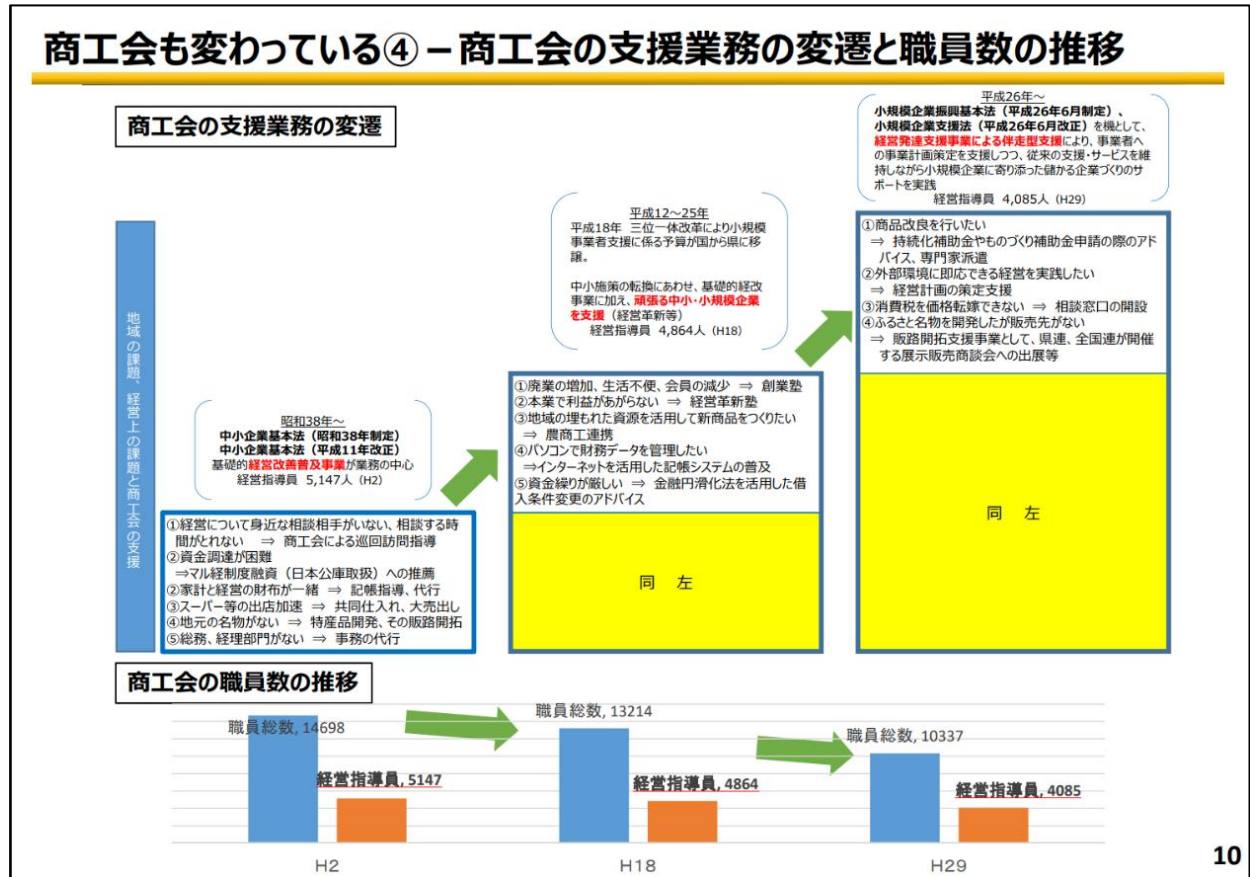 商工会も変わっている④－商工会の支援業務の変遷と職員数の推移
商工会の支援業務の変遷
地域の課題、経営上の課題と商工会の支援
昭和38年～
中小企業基本法（昭和38年制定）
中小企業基本法（平成11年改正）
基礎的経営改善普及事業が業務の中心
経営指導員 5,147人（H2）
①経営について身近な相談相手がいない、相談する時
間がとれない ⇒ 商工会による巡回訪問指導
②資金調達が困難
⇒マル経制度融資（日本公庫取扱）への推薦
②家計と経営の財布が一緒 ⇒ 記帳指導、代行
③スーパー等の出店加速 ⇒ 共同仕入れ、大売出し
④地元の名物がない ⇒ 特産品開発、その販路開拓
⑤総務、経理部門がない ⇒ 事務の代行
平成12～25年
平成18年 三位一体改革により小規模
事業者支援に係る予算が国から県に移
譲。
中小施策の転換にあわせ、基礎的経改
事業に加え、頑張る中小・小規模企業
を支援（経営革新等）
経営指導員 4,864人（H18）
①廃業の増加、生活不便、会員の減少 ⇒ 創業塾
②本業で利益があがらない ⇒ 経営革新塾
③地域の埋もれた資源を活用して新商品をつくりたい
⇒ 農商工連携
④パソコンで財務データを管理したい
⇒インターネットを活用した記帳システムの普及
⑤資金繰りが厳しい ⇒ 金融円滑化法を活用した借
入条件変更のアドバイス
同 左
平成26年～
小規模企業振興基本法（平成26年6月制定）、
小規模企業支援法（平成26年6月改正）を機として、
経営発達支援事業による伴走型支援により、事業者へ
の事業計画策定を支援しつつ、従来の支援・サービスを維
持しながら小規模企業に寄り添った儲かる企業づくりのサ
ポートを実践
経営指導員 4,085人（H29）
①商品改良を行いたい
⇒ 持続化補助金やものづくり補助金申請の際のアド
バイス、専門家派遣
②外部環境に即応できる経営を実践したい
⇒ 経営計画の策定支援
③消費税を価格転嫁できない ⇒ 相談窓口の開設
④ふるさと名物を開発したが販売先がない
⇒ 販路開拓支援事業として、県連、全国連が開催
する展示販売商談会への出展等
同 左
商工会の職員数の推移
職員総数, 14698
経営指導員, 5147
職員総数, 13214
経営指導員, 4864
職員総数, 10337
経営指導員, 4085
H2
H18
H29
10